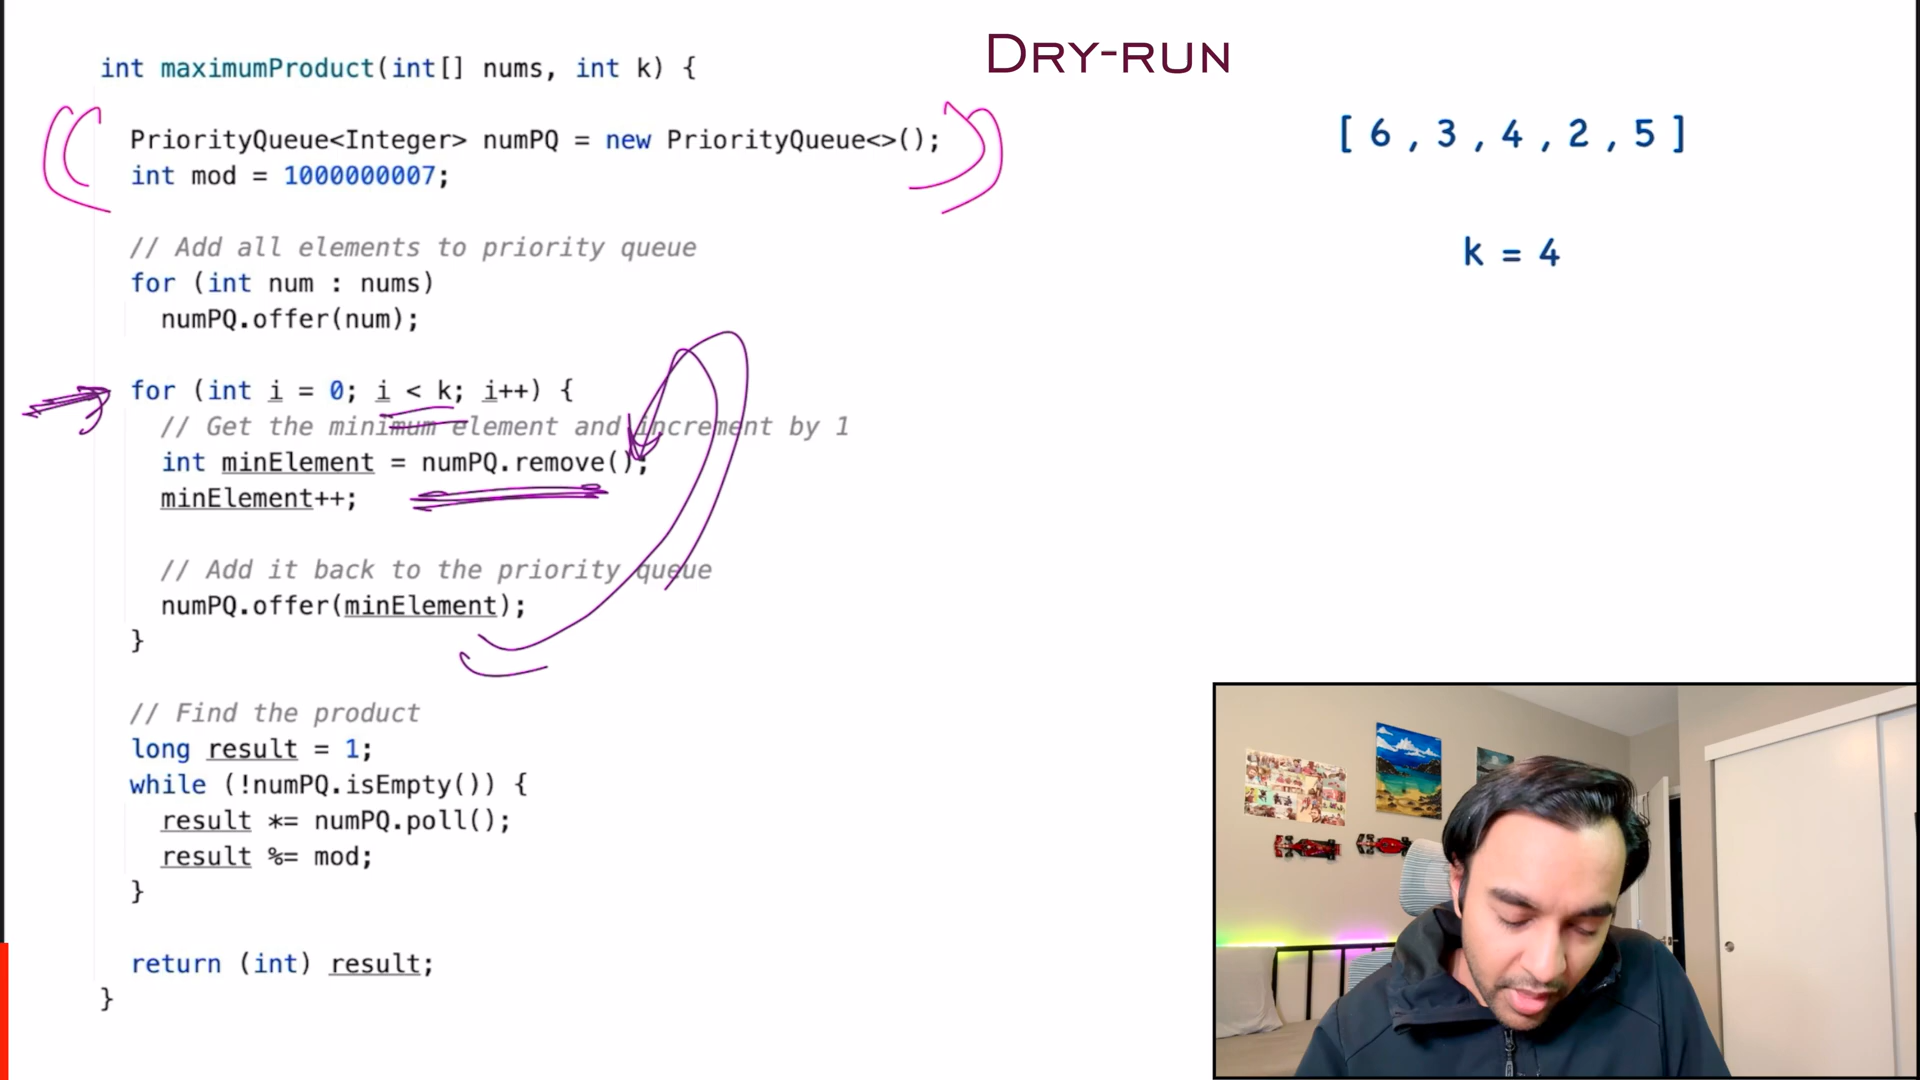 DRY-RUN
int maximumProduct(int[] nums, int k) {
PriorityQueue<Integer> numPQ = new PriorityQueue<>();
int mod = 1000000007;
// Add all elements to priority queue
for (int num : nums)
numPQ.offer(num);
for (int i = 0; i < k; i++) {
// Get the minimum element and increment by 1
int minElement = numPQ.remove();
minElement++;
// Add it back to the priority queue
numPQ.offer(minElement);
}
// Find the product
long result = 1;
while (!numPQ.isEmpty()) {
result *= numPQ.poll();
result %= mod;
}
return (int) result;
}
[ 6 , 3 , 4 , 2 , 5 ]
k = 4